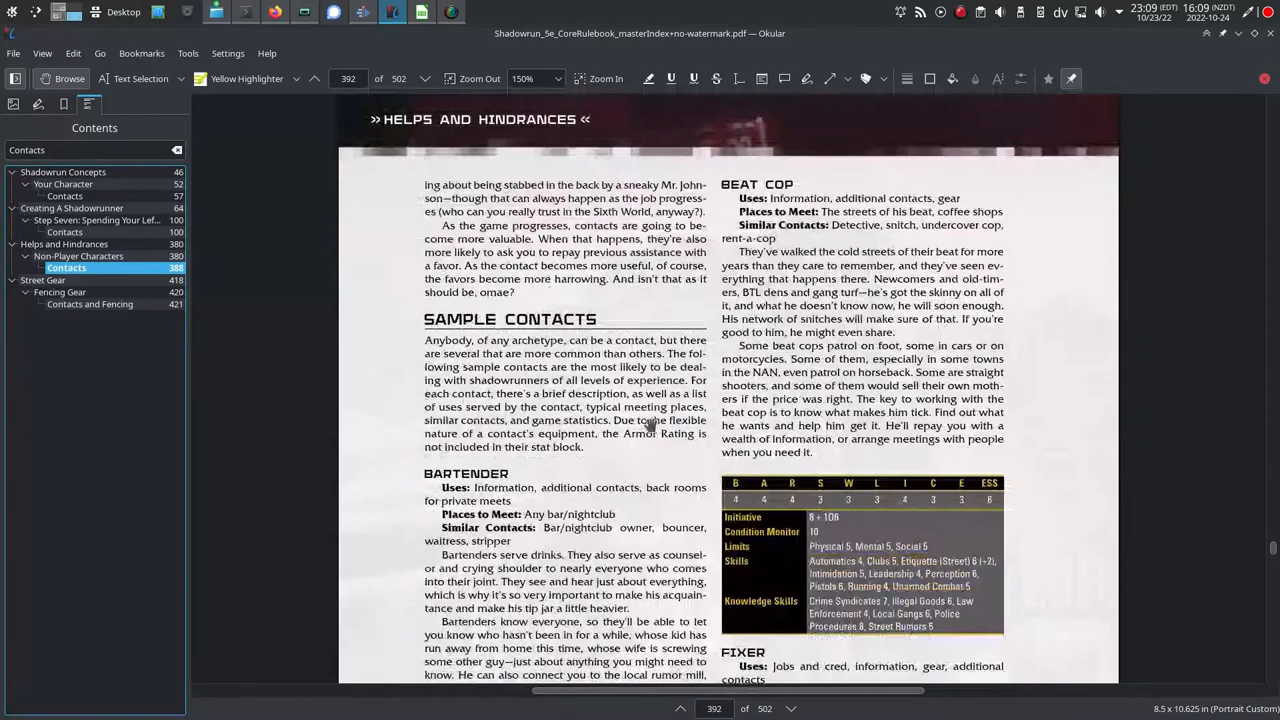 Desktop
dv
23:09 (EDT)
10/23/22
16:09 (NZDT)
2022-10-24
Shadowrun_5e_CoreRulebook_masterIndex+no-watermark.pdf — Okular
File View Edit Go Bookmarks Tools Settings Help
Browse Text Selection Yellow Highlighter 392 of 502 Zoom Out 150% Zoom In
Contents
Contacts
Shadowrun Concepts 46
Your Character 52
Contacts 57
Creating A Shadowrunner 64
Step Seven: Spending Your Lef... 100
Contacts 100
Helps and Hindrances 380
Non-Player Characters 380
Contacts 388
Street Gear 418
Fencing Gear 420
Contacts and Fencing 421
>> HELPS AND HINDRANCES <<
ing about being stabbed in the back by a sneaky Mr. John-
son—though that can always happen as the job progress-
es (who can you really trust in the Sixth World, anyway?).
As the game progresses, contacts are going to be-
come more valuable. When that happens, they're also
more likely to ask you to repay previous assistance with
a favor. As the contact becomes more useful, of course,
the favors become more harrowing. And isn't that as it
should be, omae?
SAMPLE CONTACTS
Anybody, of any archetype, can be a contact, but there
are several that are more common than others. The fol-
lowing sample contacts are the most likely to be deal-
ing with shadowrunners of all levels of experience. For
each contact, there's a brief description, as well as a list
of uses served by the contact, typical meeting places,
similar contacts, and game statistics. Due to the flexible
nature of a contact's equipment, the Armor Rating is
not included in their stat block.
BARTENDER
Uses: Information, additional contacts, back rooms
for private meets
Places to Meet: Any bar/nightclub
Similar Contacts: Bar/nightclub owner, bouncer,
waitress, stripper
Bartenders serve drinks. They also serve as counsel-
or and crying shoulder to nearly everyone who comes
into their joint. They see and hear just about everything,
which is why it's so very important to make his acquain-
tance and make his tip jar a little heavier.
Bartenders know everyone, so they'll be able to let
you know who hasn't been in for a while, whose kid has
run away from home this time, whose wife is screwing
some other guy—just about anything you might need to
know. He can also connect you to the local rumor mill,
BEAT COP
Uses: Information, additional contacts, gear
Places to Meet: The streets of his beat, coffee shops
Similar Contacts: Detective, snitch, undercover cop,
rent-a-cop
They've walked the cold streets of their beat for more
years than they care to remember, and they've seen ev-
erything that happens there. Newcomers and old-tim-
ers, BTL dens and gang turf—he's got the skinny on all of
it, and what he doesn't know now, he will soon enough.
His network of snitches will make sure of that. If you're
good to him, he might even share.
Some beat cops patrol on foot, some in cars or on
motorcycles. Some of them, especially in some towns
in the NAN, even patrol on horseback. Some are straight
shooters, and some of them would sell their own moth-
ers if the price was right. The key to working with the
beat cop is to know what makes him tick. Find out what
he wants and help him get it. He'll repay you with a
wealth of information, or arrange meetings with people
when you need it.
B A R S W L I C E ESS
4 4 4 3 3 3 4 3 3 6
Initiative 8 + 1D6
Condition Monitor 10
Limits Physical 5, Mental 5, Social 5
Skills Automatics 4, Clubs 5, Etiquette (Street) 6 (+2),
Intimidation 5, Leadership 4, Perception 6,
Pistols 6, Running 4, Unarmed Combat 5
Knowledge Skills Crime Syndicates 7, Illegal Goods 6, Law
Enforcement 4, Local Gangs 6, Police
Procedures 8, Street Rumors 5
FIXER
Uses: Jobs and cred, information, gear, additional
contacts
392 of 502
8.5 x 10.625 in (Portrait Custom)